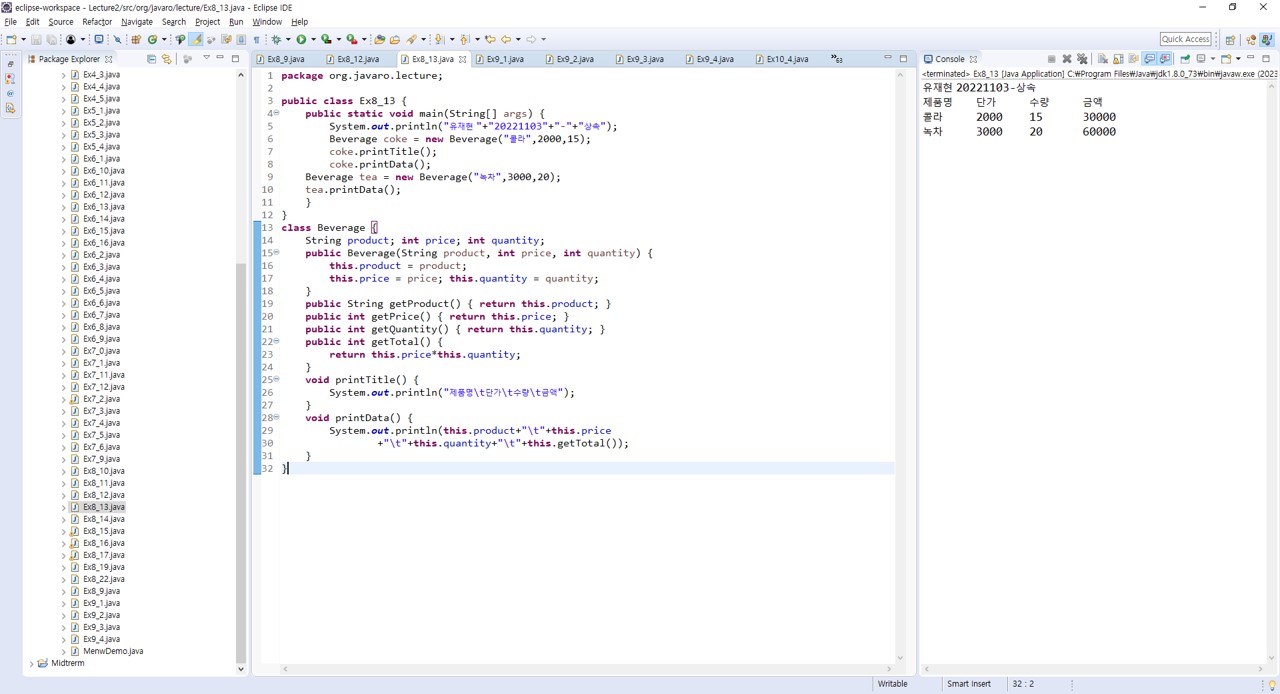 eclipse-workspace - Lecture2/src/org/javaro/lecture/Ex8_13.java - Eclipse IDE
File Edit Source Refactor Navigate Search Project Run Window Help
Quick Access
Package Explorer
Ex4_3.java
Ex4_4.java
Ex4_5.java
Ex5_1.java
Ex5_2.java
Ex5_3.java
Ex5_4.java
Ex6_1.java
Ex6_10.java
Ex6_11.java
Ex6_12.java
Ex6_13.java
Ex6_14.java
Ex6_15.java
Ex6_16.java
Ex6_2.java
Ex6_3.java
Ex6_4.java
Ex6_5.java
Ex6_6.java
Ex6_7.java
Ex6_8.java
Ex6_9.java
Ex7_0.java
Ex7_1.java
Ex7_11.java
Ex7_12.java
Ex7_2.java
Ex7_3.java
Ex7_4.java
Ex7_5.java
Ex7_6.java
Ex7_9.java
Ex8_10.java
Ex8_11.java
Ex8_12.java
Ex8_13.java
Ex8_14.java
Ex8_15.java
Ex8_16.java
Ex8_17.java
Ex8_19.java
Ex8_22.java
Ex8_9.java
Ex9_1.java
Ex9_2.java
Ex9_3.java
Ex9_4.java
MenwDemo.java
Midtrerm
Ex8_9.java Ex8_12.java Ex8_13.java Ex9_1.java Ex9_2.java Ex9_3.java Ex9_4.java Ex10_4.java »63
1 package org.javaro.lecture;
2
3 public class Ex8_13 {
4 public static void main(String[] args) {
5 System.out.println("유재현 "+"20221103"+"-"+"상속");
6 Beverage coke = new Beverage("콜라",2000,15);
7 coke.printTitle();
8 coke.printData();
9 Beverage tea = new Beverage("녹차",3000,20);
10 tea.printData();
11 }
12 }
13 class Beverage {
14 String product; int price; int quantity;
15 public Beverage(String product, int price, int quantity) {
16 this.product = product;
17 this.price = price; this.quantity = quantity;
18 }
19 public String getProduct() { return this.product; }
20 public int getPrice() { return this.price; }
21 public int getQuantity() { return this.quantity; }
22 public int getTotal() {
23 return this.price*this.quantity;
24 }
25 void printTitle() {
26 System.out.println("제품명\t단가\t수량\t금액");
27 }
28 void printData() {
29 System.out.println(this.product+"\t"+this.price
30 +"\t"+this.quantity+"\t"+this.getTotal());
31 }
32 }
Console
<terminated> Ex8_13 [Java Application] C:₩Program Files₩Java₩jdk1.8.0_73₩bin₩javaw.exe (2023
유재현 20221103-상속
제품명 단가 수량 금액
콜라 2000 15 30000
녹차 3000 20 60000
Writable Smart Insert 32 : 2